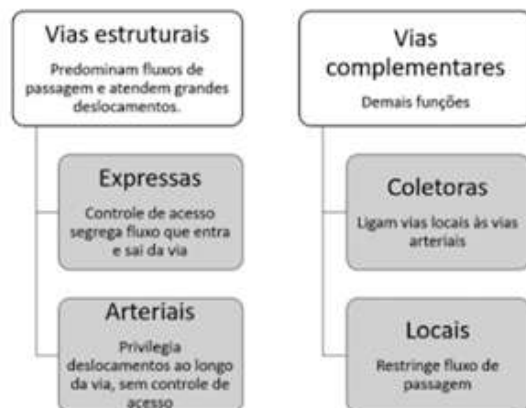 Vias estruturais
Predominam fluxos de
passagem e atendem grandes
deslocamentos.
Expressas
Controle de acesso
segrega fluxo que entra
e sai da via
Arteriais
Privilegia
deslocamentos ao longo
da via, sem controle de
acesso
Vias
complementares
Demais funções
Coletoras
Ligam vias locais às vias
arteriais
Locais
Restringe fluxo de
passagem